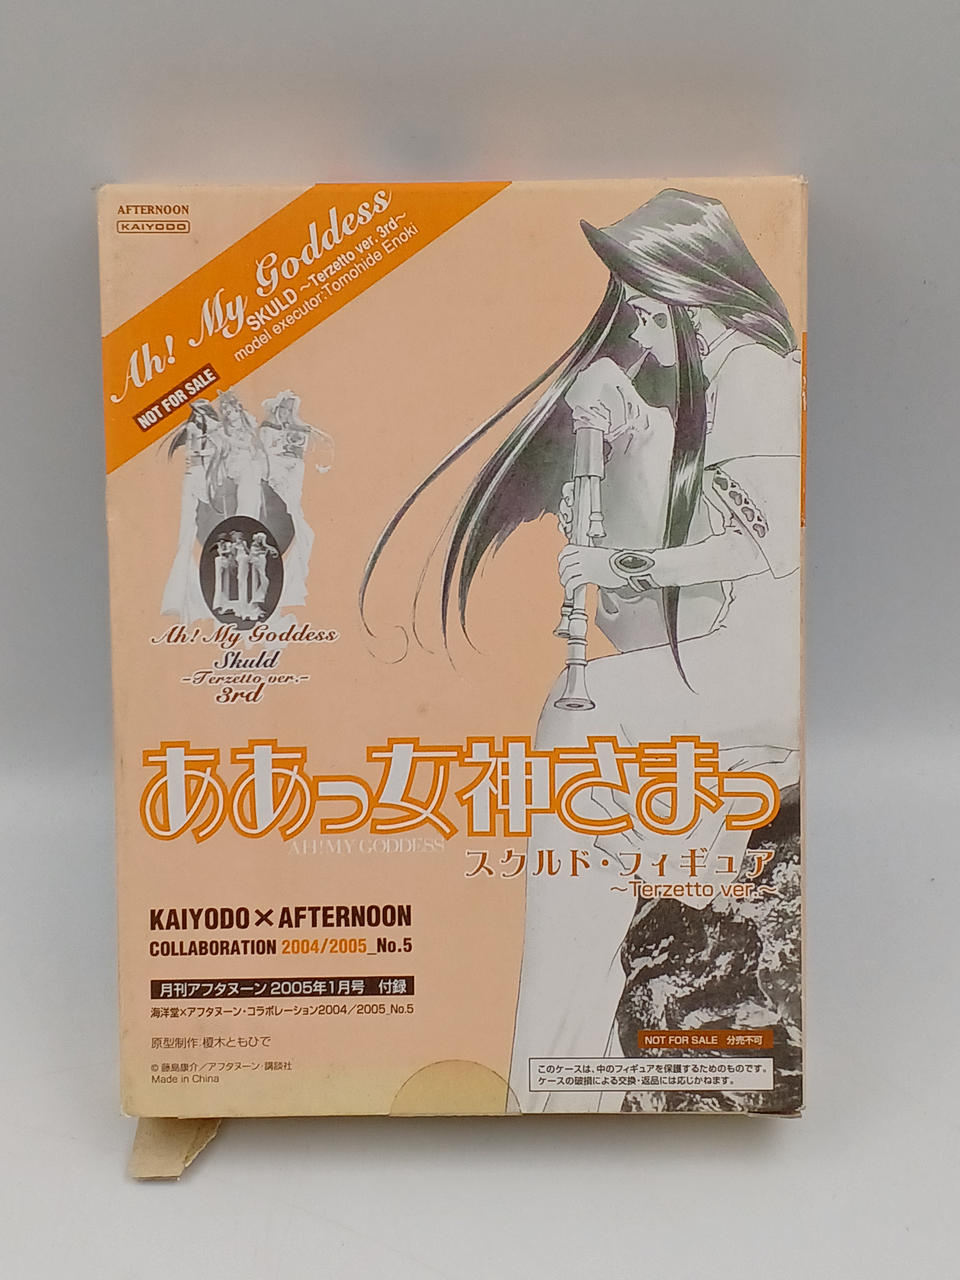 AFTERNOON
KAIYODO
Ah! My Goddess
SKULD ~Terzetto ver. 3rd~
model executor:Tomohide Enoki
NOT FOR SALE
Ah! My Goddess
Skuld
-Terzetto ver.-
3rd
ああっ女神さまっ
AH! MY GODDESS
スクルド・フィギュア
~Terzetto ver.~
KAIYODO×AFTERNOON
COLLABORATION 2004/2005_No.5
月刊アフタヌーン 2005年1月号 付録
海洋堂×アフタヌーン・コラボレーション2004/2005_No.5
原型制作:榎木ともひで
© 藤島康介/アフタヌーン・講談社
Made in China
NOT FOR SALE 分売不可
このケースは、中のフィギュアを保護するためのものです。
ケースの破損による交換・返品には応じかねます。